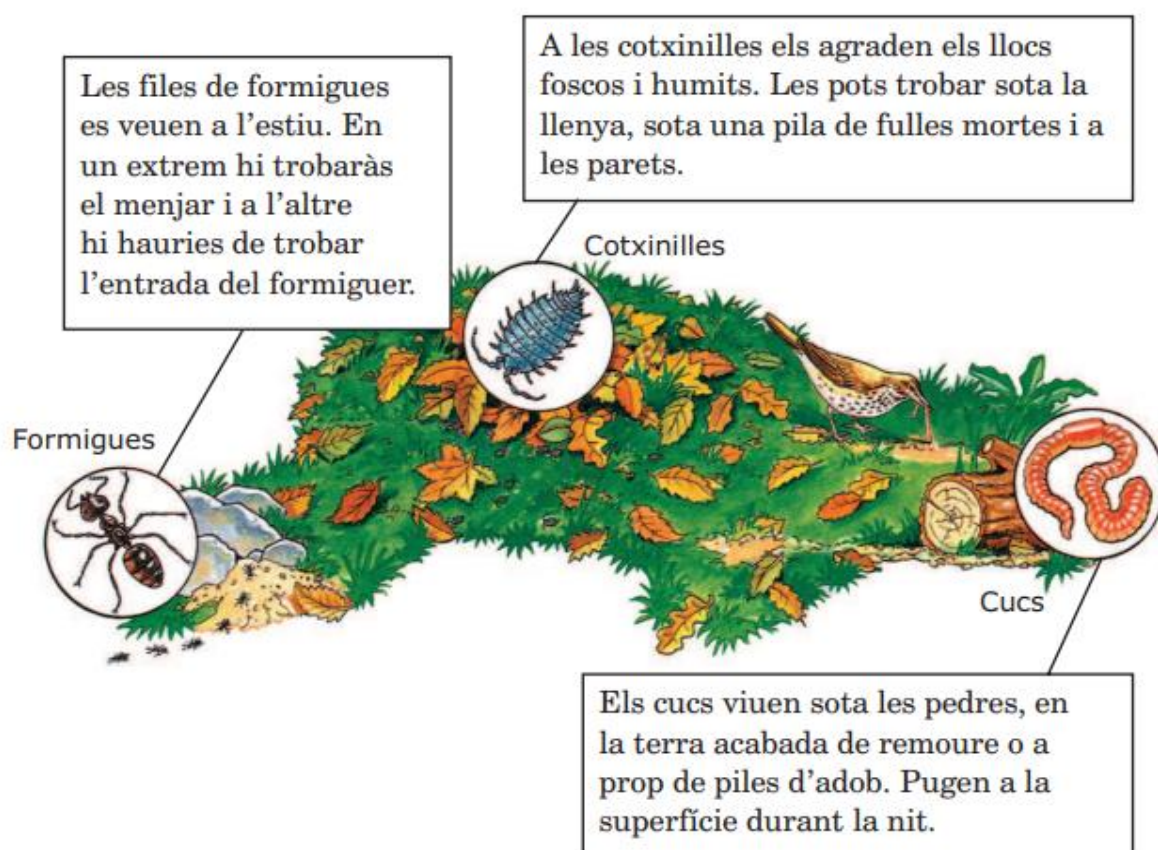 Les files de formigues
es veuen a l’estiu. En
un extrem hi trobaràs
el menjar i a l’altre
hi hauries de trobar
l’entrada del formiguer.
A les cotxinilles els agraden els llocs
foscos i humits. Les pots trobar sota la
llenya, sota una pila de fulles mortes i a
les parets.
Cotxinilles
Formigues
Cucs
Els cucs viuen sota les pedres, en
la terra acabada de remoure o a
prop de piles d’adob. Pugen a la
superfície durant la nit.